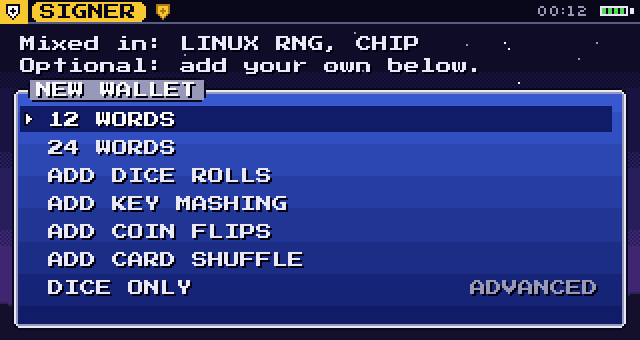 SIGNER
00:12
Mixed in: LINUX RNG, CHIP
Optional: add your own below.
NEW WALLET
12 WORDS
24 WORDS
ADD DICE ROLLS
ADD KEY MASHING
ADD COIN FLIPS
ADD CARD SHUFFLE
DICE ONLY ADVANCED